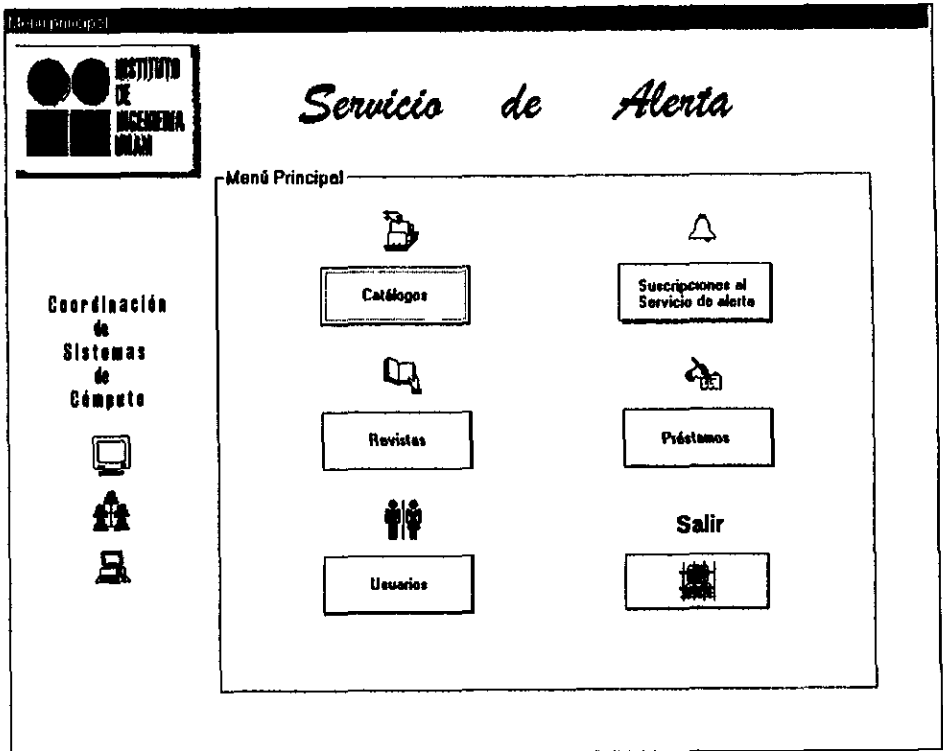 Menú principal
INSTITUTO
DE
INGENIERIA
UNAM
Servicio de Alerta
Menú Principal
Catálogos
Suscripciones al
Servicio de alerta
Coordinación
de
Sistemas
de
Cómputo
Revistas
Préstamos
Salir
Usuarios